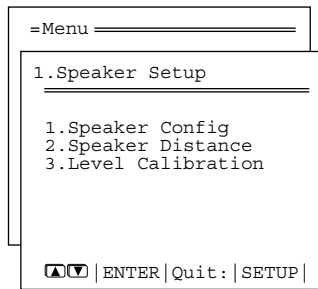 =Menu
1.Speaker Setup
1.Speaker Config
2.Speaker Distance
3.Level Calibration
▲▼|ENTER|Quit:|SETUP|